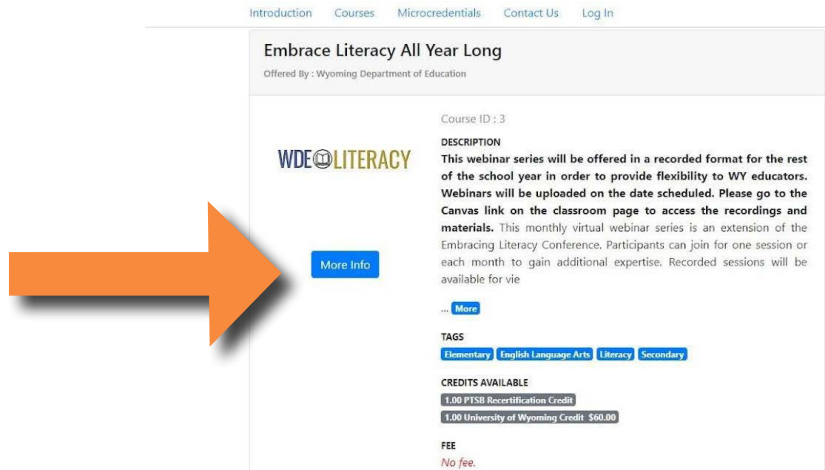 Introduction Courses Microcredentials Contact Us Log In
Embrace Literacy All Year Long
Offered By : Wyoming Department of Education
Course ID : 3
WDE LITERACY
More Info
DESCRIPTION
This webinar series will be offered in a recorded format for the rest
of the school year in order to provide flexibility to WY educators.
Webinars will be uploaded on the date scheduled. Please go to the
Canvas link on the classroom page to access the recordings and
materials. This monthly virtual webinar series is an extension of the
Embracing Literacy Conference. Participants can join for one session or
each month to gain additional expertise. Recorded sessions will be
available for vie
... More
TAGS
Elementary English Language Arts Literacy Secondary
CREDITS AVAILABLE
1.00 PTSB Recertification Credit
1.00 University of Wyoming Credit $60.00
FEE
No fee.